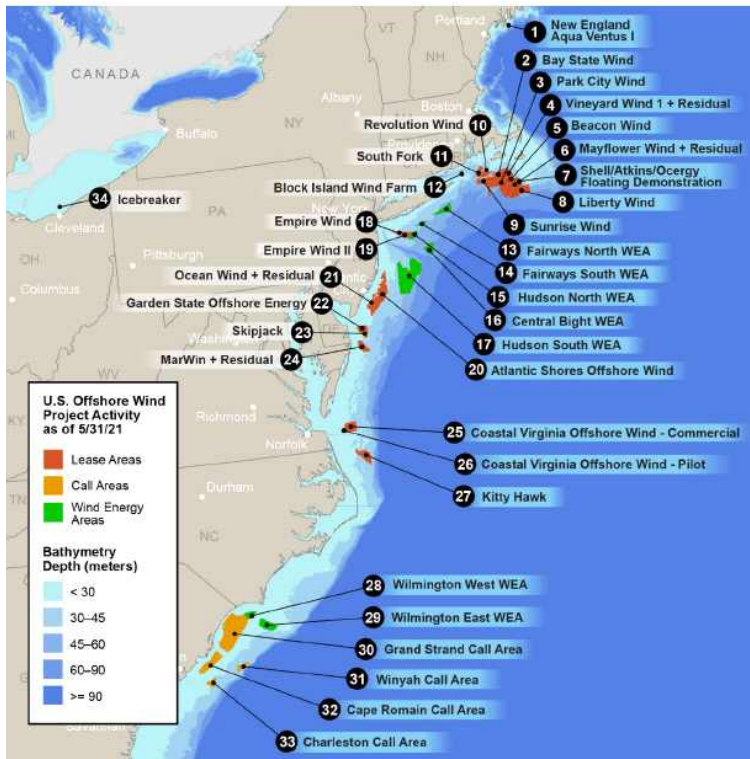 CANADA
VT
NH
NY
PA
OH
WV
KY
TN
NC
Portland
Albany
Boston
Buffalo
Cleveland
Pittsburgh
Columbus
New York
Richmond
Norfolk
Durham
1 New England
Aqua Ventus I
2 Bay State Wind
3 Park City Wind
4 Vineyard Wind 1 + Residual
5 Beacon Wind
6 Mayflower Wind + Residual
7 Shell/Atkins/Ocergy
Floating Demonstration
8 Liberty Wind
9 Sunrise Wind
Revolution Wind 10
South Fork 11
Block Island Wind Farm 12
13 Fairways North WEA
14 Fairways South WEA
15 Hudson North WEA
16 Central Bight WEA
17 Hudson South WEA
Empire Wind 18
Empire Wind II 19
20 Atlantic Shores Offshore Wind
Ocean Wind + Residual 21
Garden State Offshore Energy 22
Skipjack 23
MarWin + Residual 24
25 Coastal Virginia Offshore Wind - Commercial
26 Coastal Virginia Offshore Wind - Pilot
27 Kitty Hawk
28 Wilmington West WEA
29 Wilmington East WEA
30 Grand Strand Call Area
31 Winyah Call Area
32 Cape Romain Call Area
33 Charleston Call Area
34 Icebreaker
U.S. Offshore Wind
Project Activity
as of 5/31/21
Lease Areas
Call Areas
Wind Energy
Areas
Bathymetry
Depth (meters)
< 30
30–45
45–60
60–90
>= 90